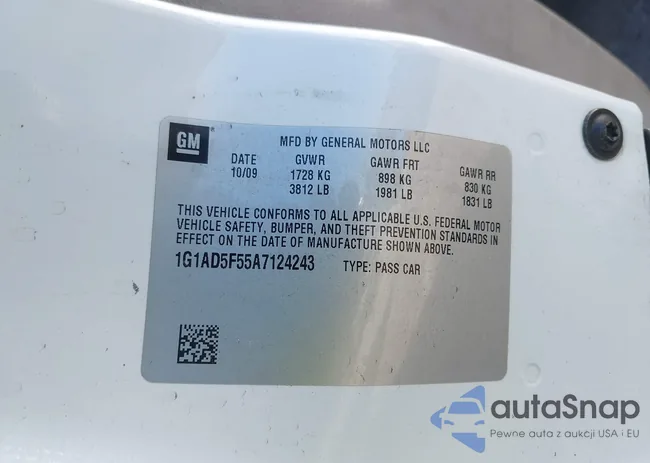 GM
MFD BY GENERAL MOTORS LLC
DATE GVWR GAWR FRT GAWR RR
10/09 1728 KG 898 KG 830 KG
3812 LB 1981 LB 1831 LB
THIS VEHICLE CONFORMS TO ALL APPLICABLE U.S. FEDERAL MOTOR
VEHICLE SAFETY, BUMPER, AND THEFT PREVENTION STANDARDS IN
EFFECT ON THE DATE OF MANUFACTURE SHOWN ABOVE.
1G1AD5F55A7124243 TYPE: PASS CAR
autoSnap
Pewne auta z aukcji USA i EU